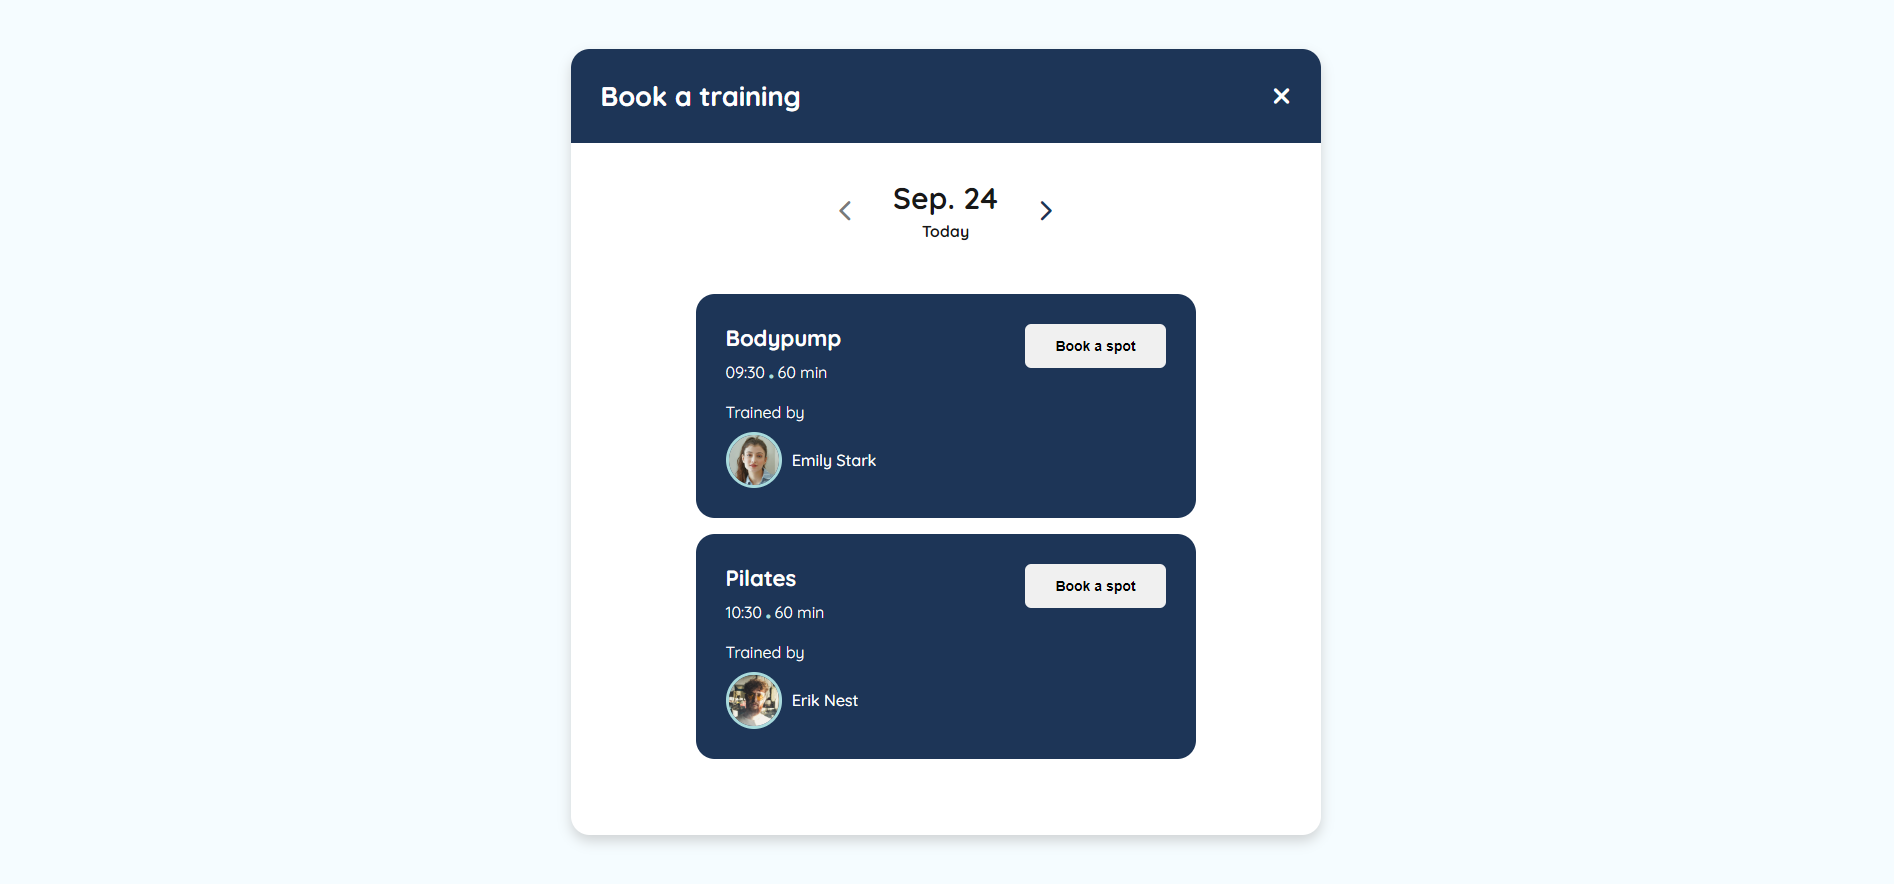 Book a training
Sep. 24
Today
Bodypump
Book a spot
09:30 • 60 min
Trained by
Emily Stark
Pilates
Book a spot
10:30 • 60 min
Trained by
Erik Nest